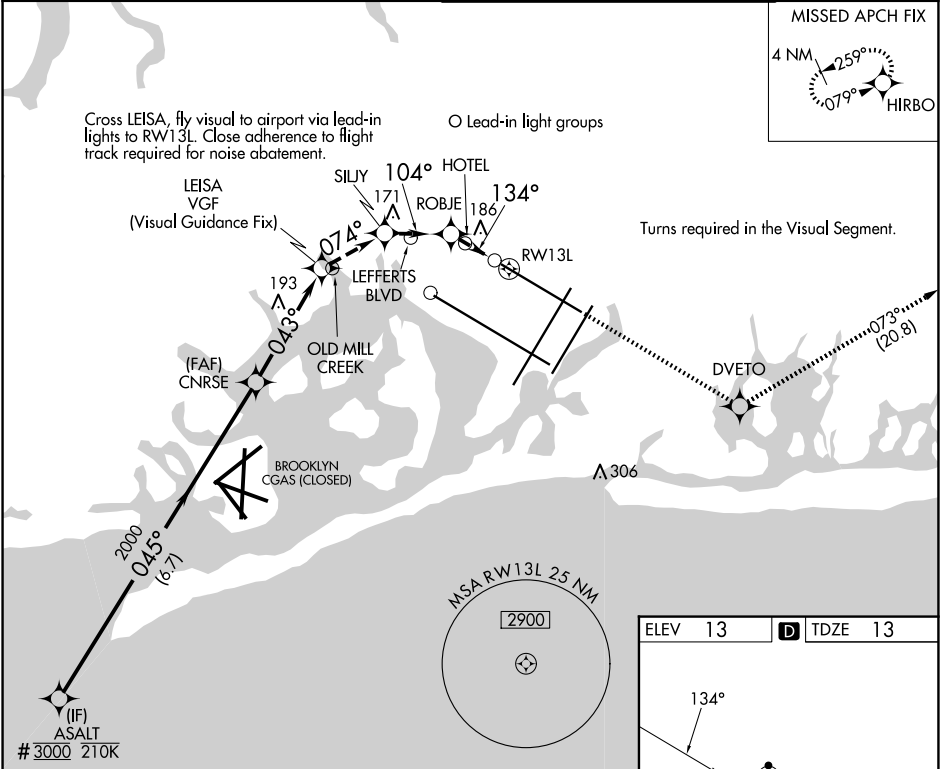 MISSED APCH FIX
4 NM
259°
079°
HIRBO
Cross LEISA, fly visual to airport via lead-in
lights to RW13L. Close adherence to flight
track required for noise abatement.
O Lead-in light groups
LEISA
VGF
(Visual Guidance Fix)
SILJY
171
104°
HOTEL
ROBJE
186
134°
Turns required in the Visual Segment.
074°
RW13L
LEFFERTS
BLVD
193
043°
OLD MILL
CREEK
(FAF)
CNRSE
073°
(20.8)
DVETO
BROOKLYN
CGAS (CLOSED)
306
2000
045°
(6.7)
MSA RW13L 25 NM
2900
ELEV 13 D TDZE 13
134°
(IF)
ASALT
# 3000 210K